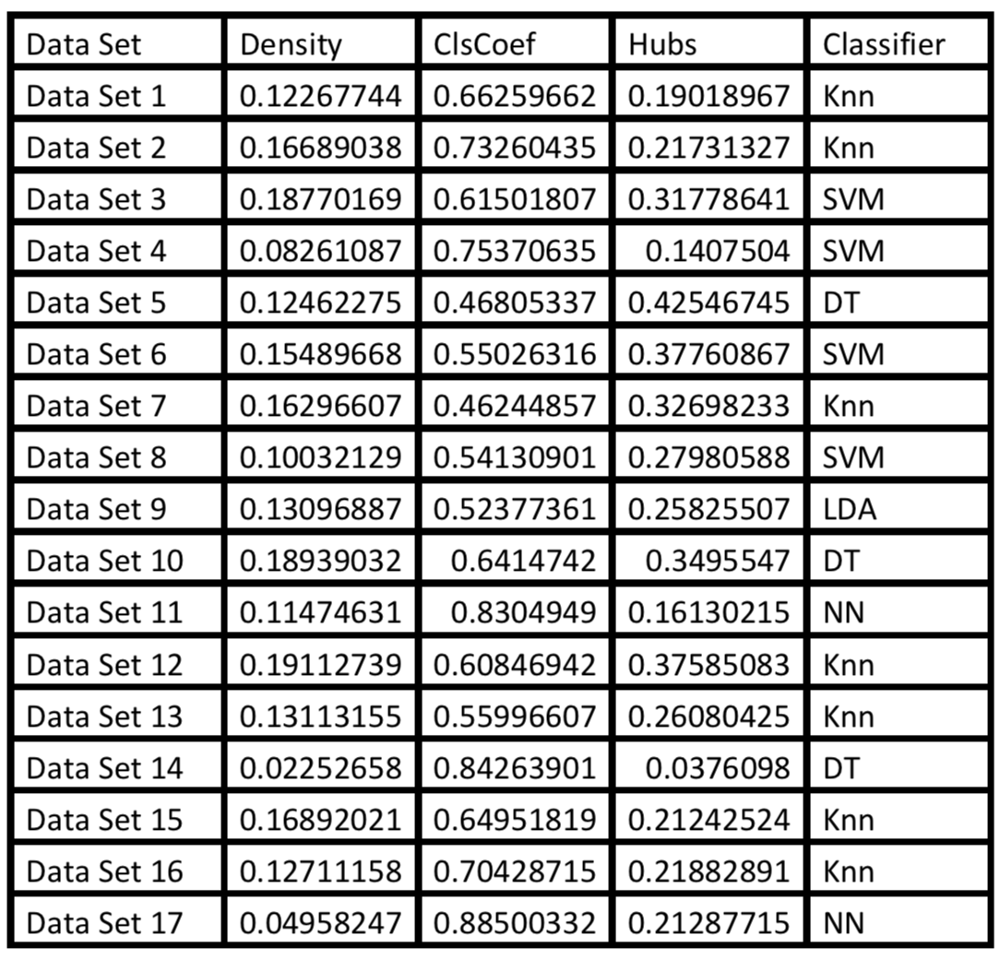 Data Set Density ClsCoef Hubs Classifier
Data Set 1 0.12267744 0.66259662 0.19018967 Knn
Data Set 2 0.16689038 0.73260435 0.21731327 Knn
Data Set 3 0.18770169 0.61501807 0.31778641 SVM
Data Set 4 0.08261087 0.75370635 0.1407504 SVM
Data Set 5 0.12462275 0.46805337 0.42546745 DT
Data Set 6 0.15489668 0.55026316 0.37760867 SVM
Data Set 7 0.16296607 0.46244857 0.32698233 Knn
Data Set 8 0.10032129 0.54130901 0.27980588 SVM
Data Set 9 0.13096887 0.52377361 0.25825507 LDA
Data Set 10 0.18939032 0.6414742 0.3495547 DT
Data Set 11 0.11474631 0.8304949 0.16130215 NN
Data Set 12 0.19112739 0.60846942 0.37585083 Knn
Data Set 13 0.13113155 0.55996607 0.26080425 Knn
Data Set 14 0.02252658 0.84263901 0.0376098 DT
Data Set 15 0.16892021 0.64951819 0.21242524 Knn
Data Set 16 0.12711158 0.70428715 0.21882891 Knn
Data Set 17 0.04958247 0.88500332 0.21287715 NN